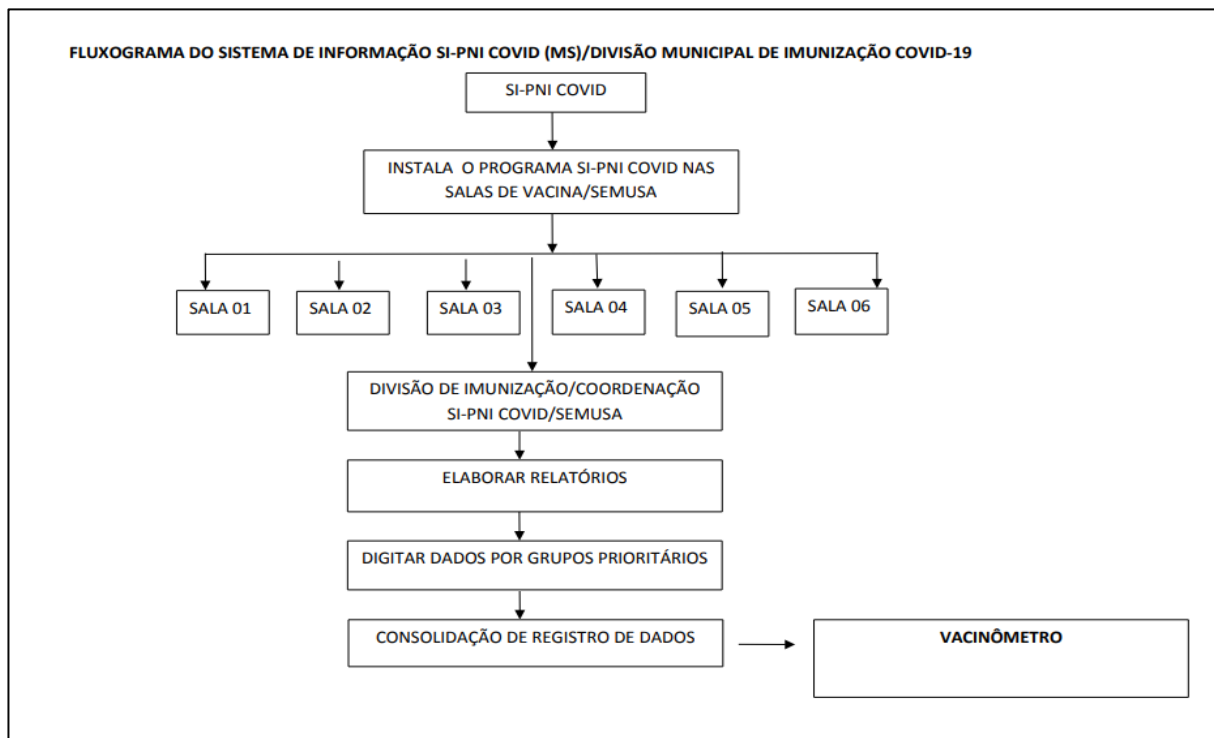 FLUXOGRAMA DO SISTEMA DE INFORMAÇÃO SI-PNI COVID (MS)/DIVISÃO MUNICIPAL DE IMUNIZAÇÃO COVID-19
SI-PNI COVID
INSTALA O PROGRAMA SI-PNI COVID NAS
SALAS DE VACINA/SEMUSA
SALA 01
SALA 02
SALA 03
SALA 04
SALA 05
SALA 06
DIVISÃO DE IMUNIZAÇÃO/COORDENAÇÃO
SI-PNI COVID/SEMUSA
ELABORAR RELATÓRIOS
DIGITAR DADOS POR GRUPOS PRIORITÁRIOS
CONSOLIDAÇÃO DE REGISTRO DE DADOS
VACINÔMETRO